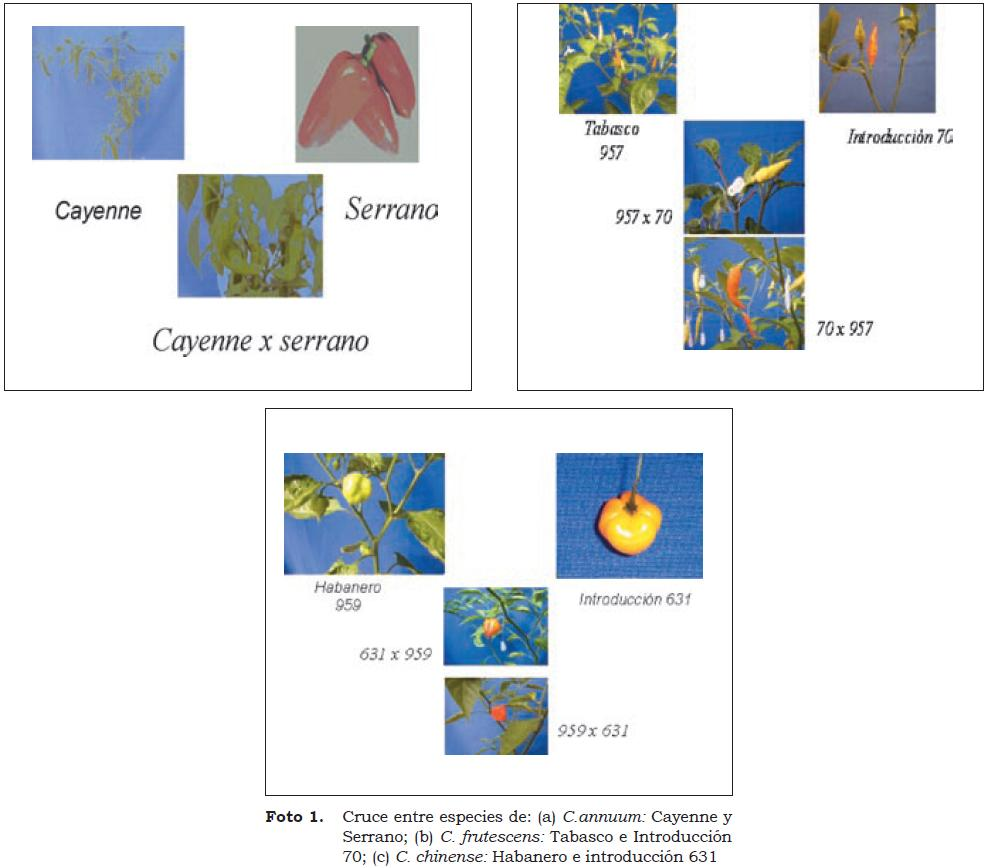 Cayenne
Serrano
Cayenne x serrano
Tabasco
957
Introducción 70
957 x 70
70 x 957
Habanero
959
Introducción 631
631 x 959
959 x 631
Foto 1. Cruce entre especies de: (a) C.annuum: Cayenne y
Serrano; (b) C. frutescens: Tabasco e Introducción
70; (c) C. chinense: Habanero e introducción 631